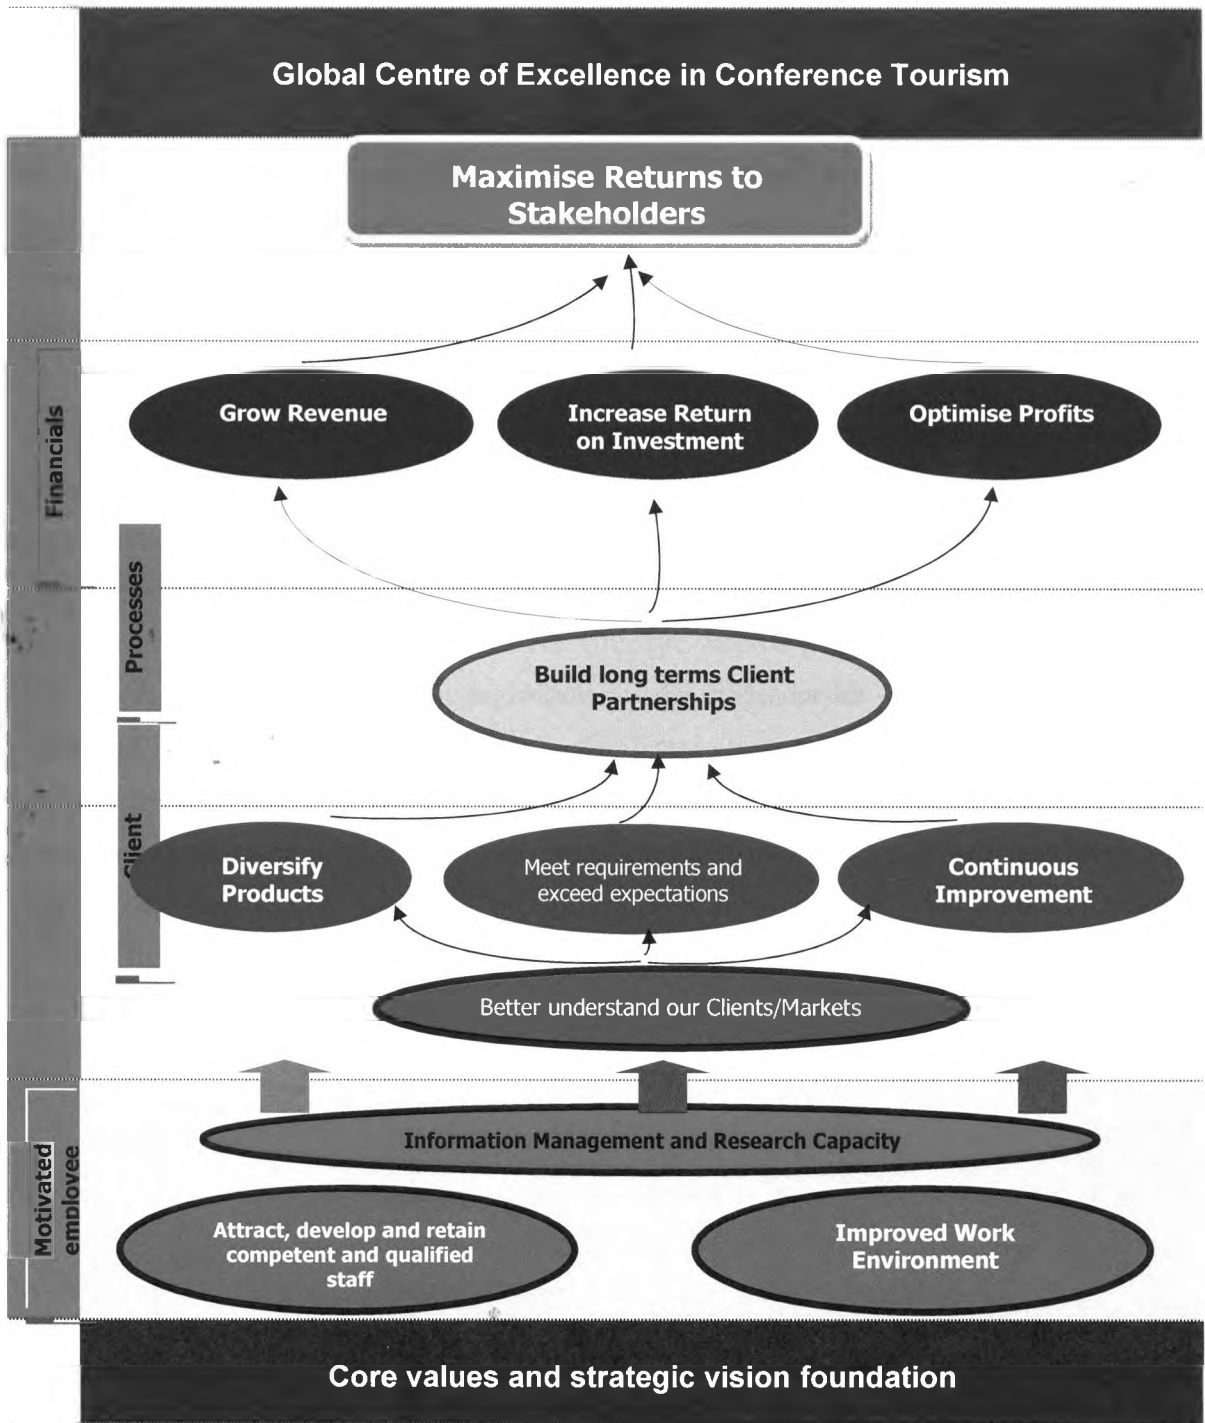 Global Centre of Excellence in Conference Tourism
Maximise Returns to
Stakeholders
Financials
Grow Revenue
Increase Return
on Investment
Optimise Profits
Processes
Build long terms Client
Partnerships
Client
Diversify
Products
Meet requirements and
exceed expectations
Continuous
Improvement
Better understand our Clients/Markets
Motivated
employee
Information Management and Research Capacity
Attract, develop and retain
competent and qualified
staff
Improved Work
Environment
Core values and strategic vision foundation